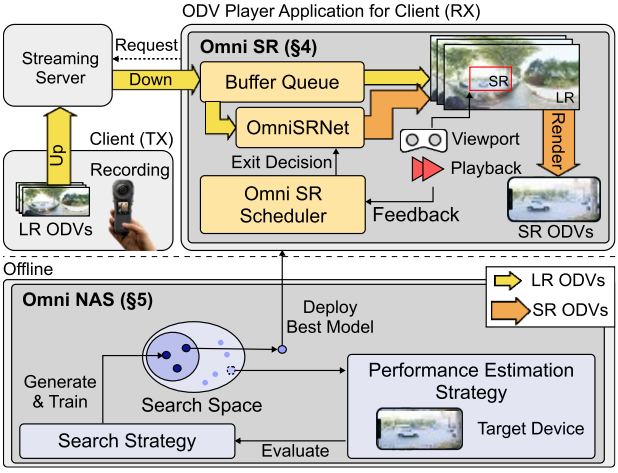 ODV Player Application for Client (RX)
Streaming
Server
Request
Down
Omni SR (§4)
Buffer Queue
OmniSRNet
Exit Decision
Omni SR
Scheduler
SR
LR
Viewport
Playback
Feedback
Render
SR ODVs
Up
Client (TX)
Recording
LR ODVs
Offline
Omni NAS (§5)
Deploy
Best Model
LR ODVs
SR ODVs
Generate
& Train
Search Space
Search Strategy
Evaluate
Performance Estimation
Strategy
Target Device